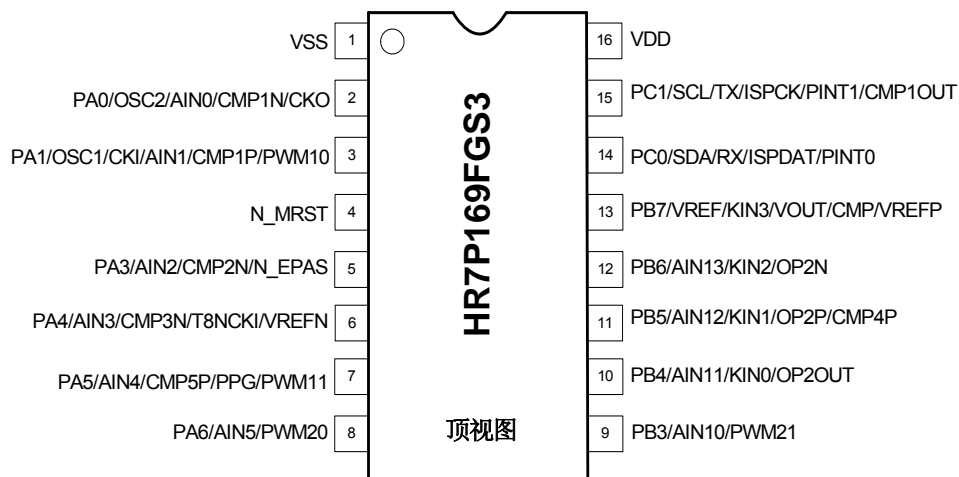 VSS 1 16 VDD
PA0/OSC2/AIN0/CMP1N/CKO 2 15 PC1/SCL/TX/ISPCK/PINT1/CMP1OUT
PA1/OSC1/CKI/AIN1/CMP1P/PWM10 3 14 PC0/SDA/RX/ISPDAT/PINT0
N_MRST 4 13 PB7/VREF/KIN3/VOUT/CMP/VREFP
PA3/AIN2/CMP2N/N_EPAS 5 12 PB6/AIN13/KIN2/OP2N
PA4/AIN3/CMP3N/T8NCKI/VREFN 6 11 PB5/AIN12/KIN1/OP2P/CMP4P
PA5/AIN4/CMP5P/PPG/PWM11 7 10 PB4/AIN11/KIN0/OP2OUT
PA6/AIN5/PWM20 8 9 PB3/AIN10/PWM21
HR7P169FGS3
顶视图